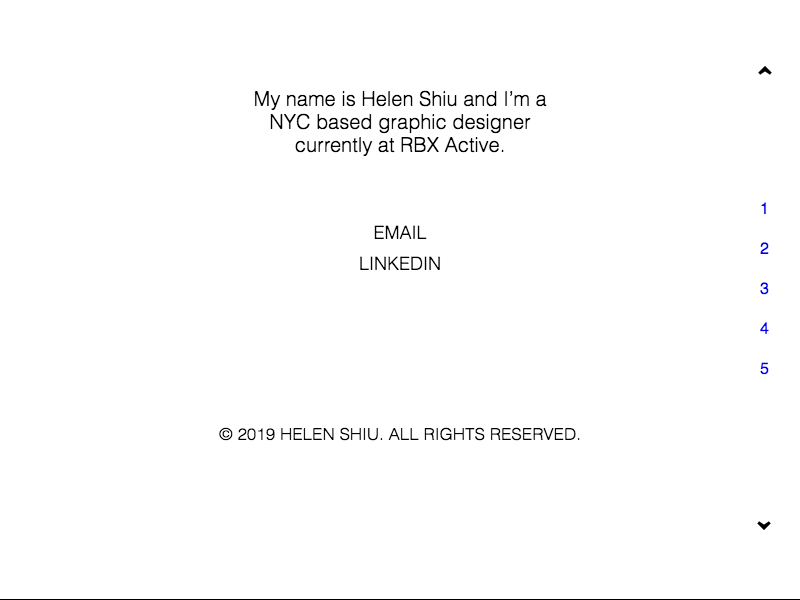 My name is Helen Shiu and I’m a
NYC based graphic designer
currently at RBX Active.
EMAIL
LINKEDIN
© 2019 HELEN SHIU. ALL RIGHTS RESERVED.
1
2
3
4
5